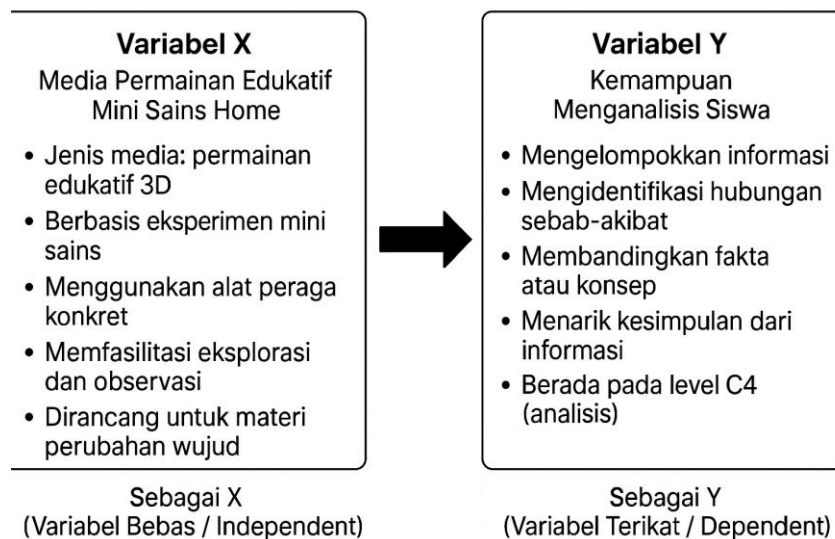 Variabel X
Media Permainan Edukatif
Mini Sains Home
• Jenis media: permainan
edukatif 3D
• Berbasis eksperimen mini
sains
• Menggunakan alat peraga
konkret
• Memfasilitasi eksplorasi
dan observasi
• Dirancang untuk materi
perubahan wujud
Sebagai X
(Variabel Bebas / Independent)
Variabel Y
Kemampuan
Menganalisis Siswa
• Mengelompokkan informasi
• Mengidentifikasi hubungan
sebab-akibat
• Membandingkan fakta
atau konsep
• Menarik kesimpulan dari
informasi
• Berada pada level C4
(analisis)
Sebagai Y
(Variabel Terikat / Dependent)